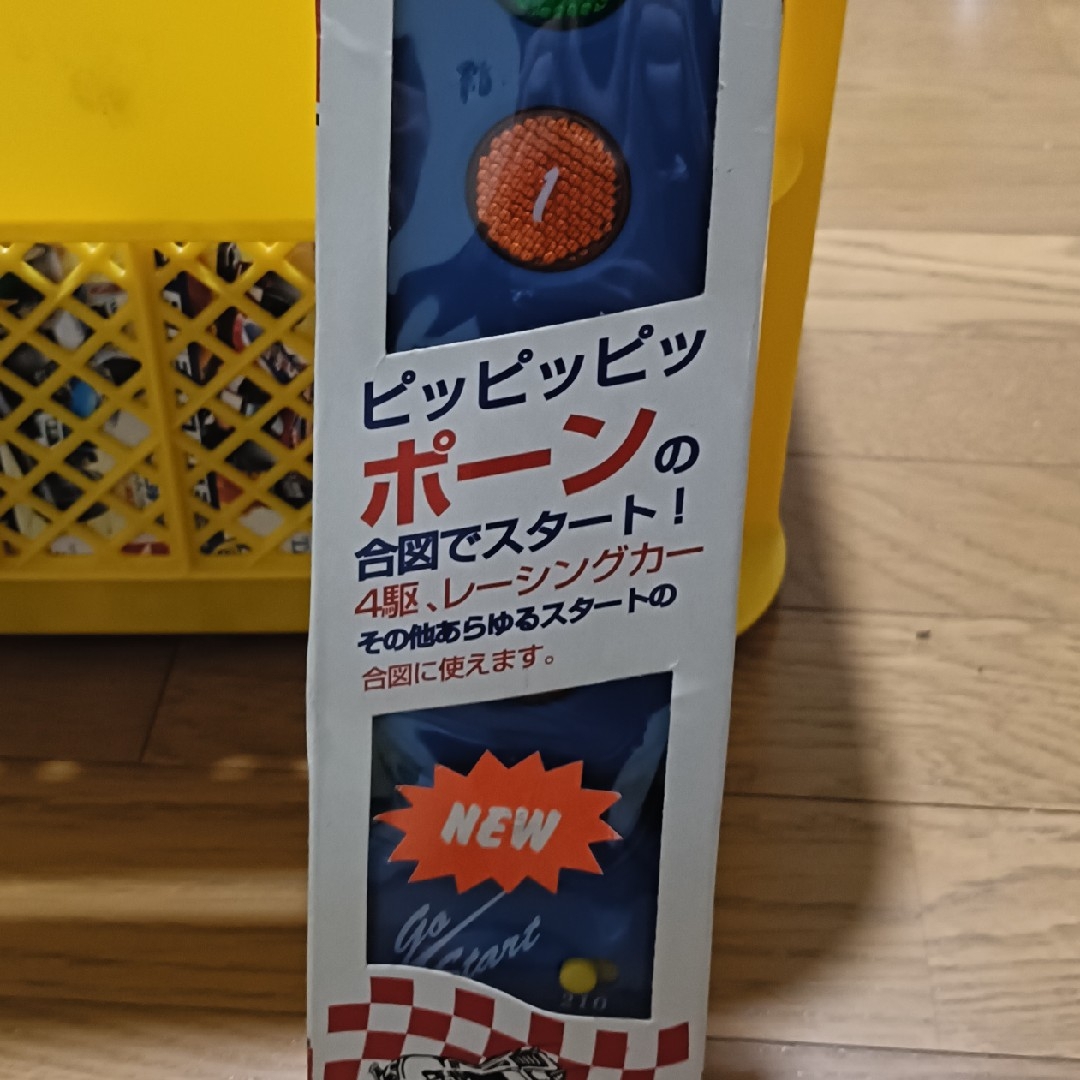 1
ピッピッピッ
ポーンの
合図でスタート!
4駆、レーシングカー
その他あらゆるスタートの
合図に使えます。
NEW
Go
Start
210